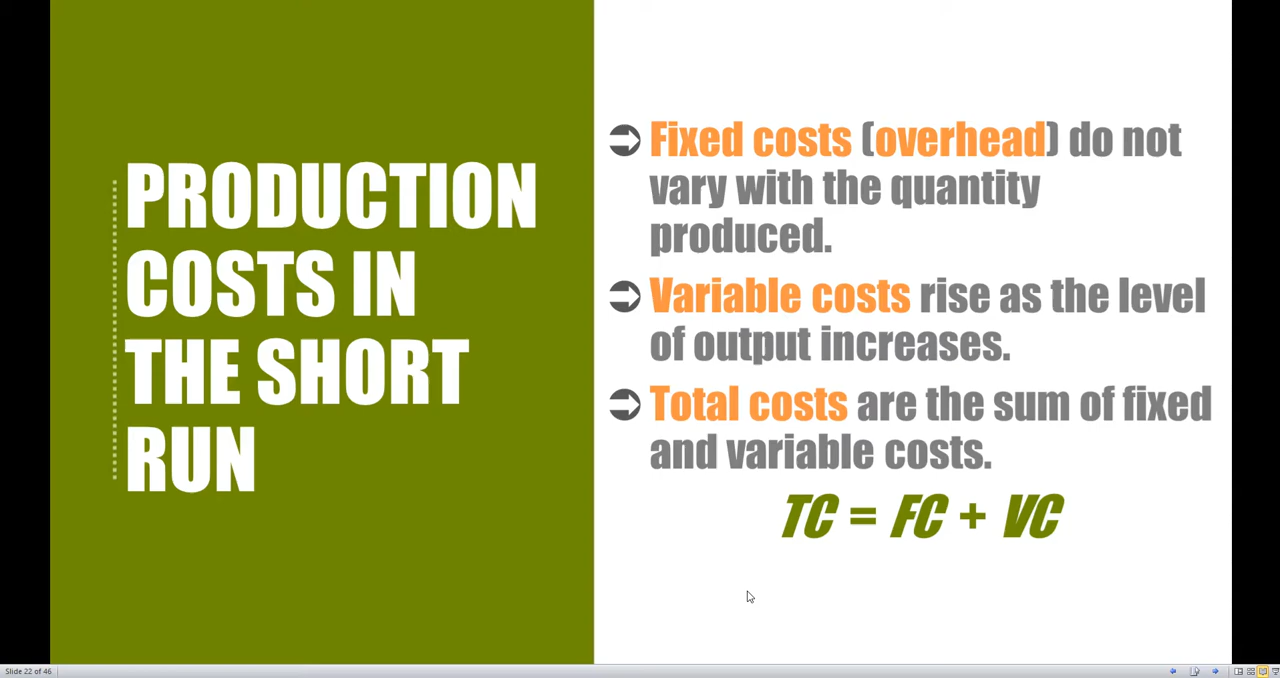 PRODUCTION
COSTS IN
THE SHORT
RUN
Fixed costs (overhead) do not
vary with the quantity
produced.
Variable costs rise as the level
of output increases.
Total costs are the sum of fixed
and variable costs.
TC = FC + VC
Slide 22 of 46